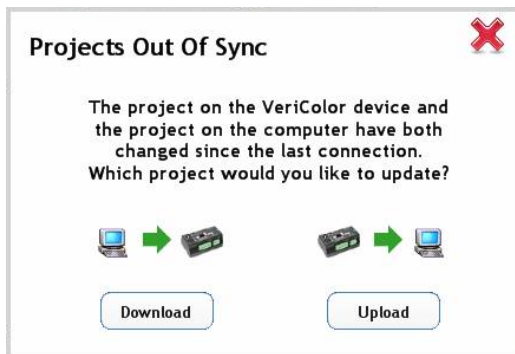 Projects Out Of Sync
The project on the VeriColor device and
the project on the computer have both
changed since the last connection.
Which project would you like to update?
Download
Upload